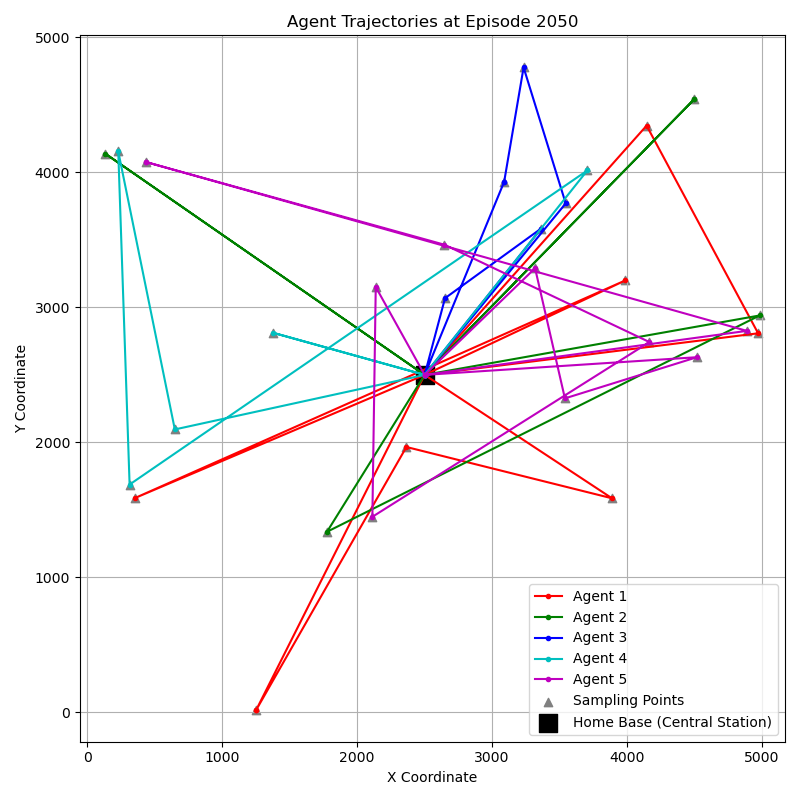 Agent Trajectories at Episode 2050
5000
4000
3000
2000
1000
0
Y Coordinate
0 1000 2000 3000 4000 5000
X Coordinate
Agent 1
Agent 2
Agent 3
Agent 4
Agent 5
Sampling Points
Home Base (Central Station)